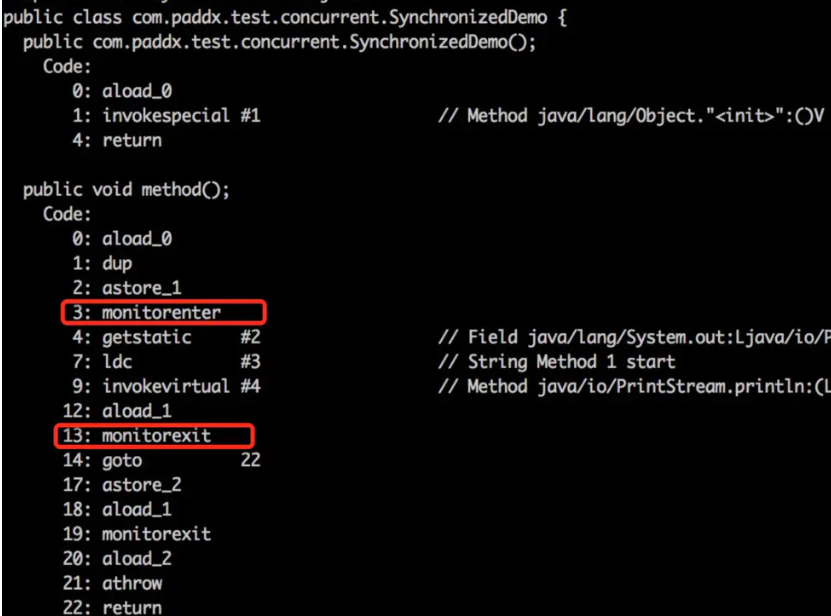 public class com.paddx.test.concurrent.SynchronizedDemo {
  public com.paddx.test.concurrent.SynchronizedDemo();
    Code:
       0: aload_0
       1: invokespecial #1                  // Method java/lang/Object."<init>":()V
       4: return

  public void method();
    Code:
       0: aload_0
       1: dup
       2: astore_1
       3: monitorenter
       4: getstatic     #2                  // Field java/lang/System.out:Ljava/io/P
       7: ldc           #3                  // String Method 1 start
       9: invokevirtual #4                  // Method java/io/PrintStream.println:(L
      12: aload_1
      13: monitorexit
      14: goto          22
      17: astore_2
      18: aload_1
      19: monitorexit
      20: aload_2
      21: athrow
      22: return